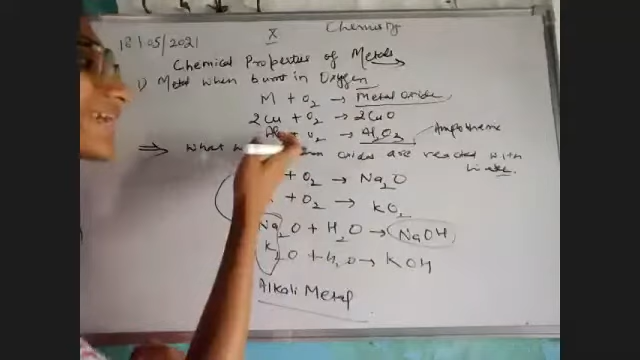 18/05/2021 X Chemistry
Chemical Properties of Metals
1) Metal when burnt in Oxygen
M + O2 → Metal oxide
2Cu + O2 → 2CuO
Al + O2 → Al2O3 Amphoteric
⇒ What oxides are reacted with
+ O2 → Na2O
+ O2 → KO2
Na2O + H2O → NaOH
K2O + H2O → KOH
Alkali Metal